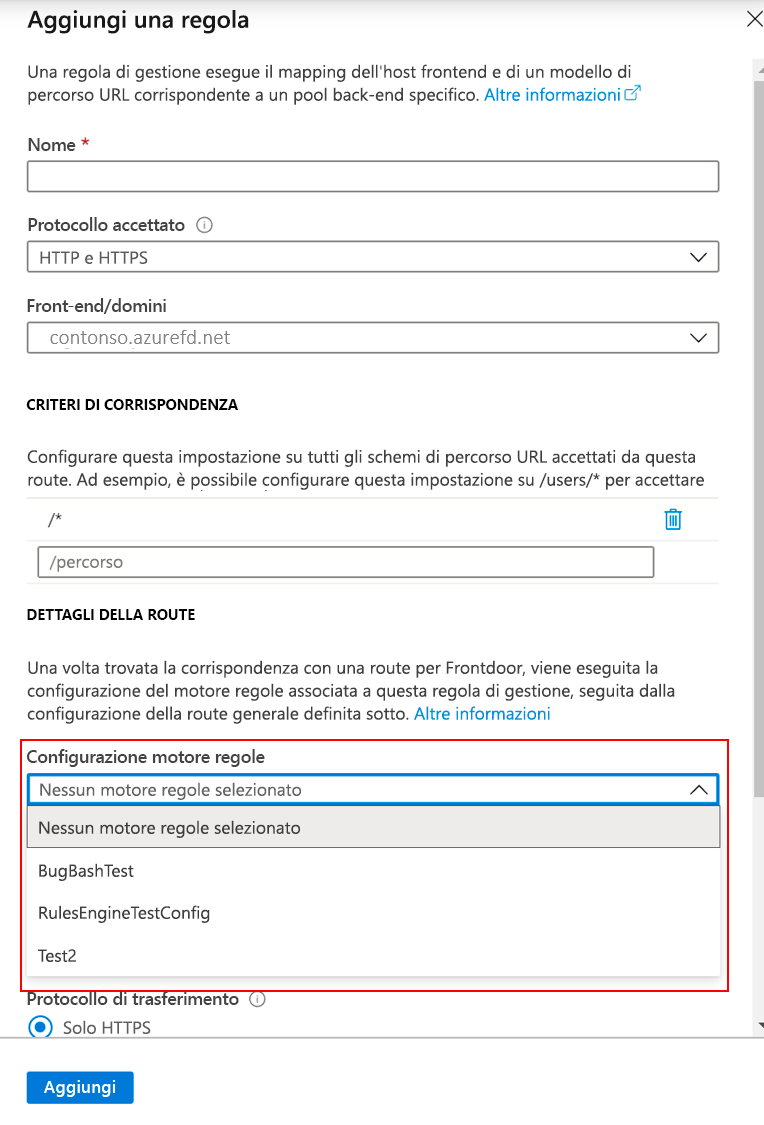 Aggiungi una regola
Una regola di gestione esegue il mapping dell'host frontend e di un modello di
percorso URL corrispondente a un pool back-end specifico. Altre informazioni
Nome *
Protocollo accettato
HTTP e HTTPS
Front-end/domini
contonso.azurefd.net
CRITERI DI CORRISPONDENZA
Configurare questa impostazione su tutti gli schemi di percorso URL accettati da questa
route. Ad esempio, è possibile configurare questa impostazione su /users/* per accettare
/*
/percorso
DETTAGLI DELLA ROUTE
Una volta trovata la corrispondenza con una route per Frontdoor, viene eseguita la
configurazione del motore regole associata a questa regola di gestione, seguita dalla
configurazione della route generale definita sotto. Altre informazioni
Configurazione motore regole
Nessun motore regole selezionato
Nessun motore regole selezionato
BugBashTest
RulesEngineTestConfig
Test2
Protocollo di trasferimento
Solo HTTPS
Aggiungi